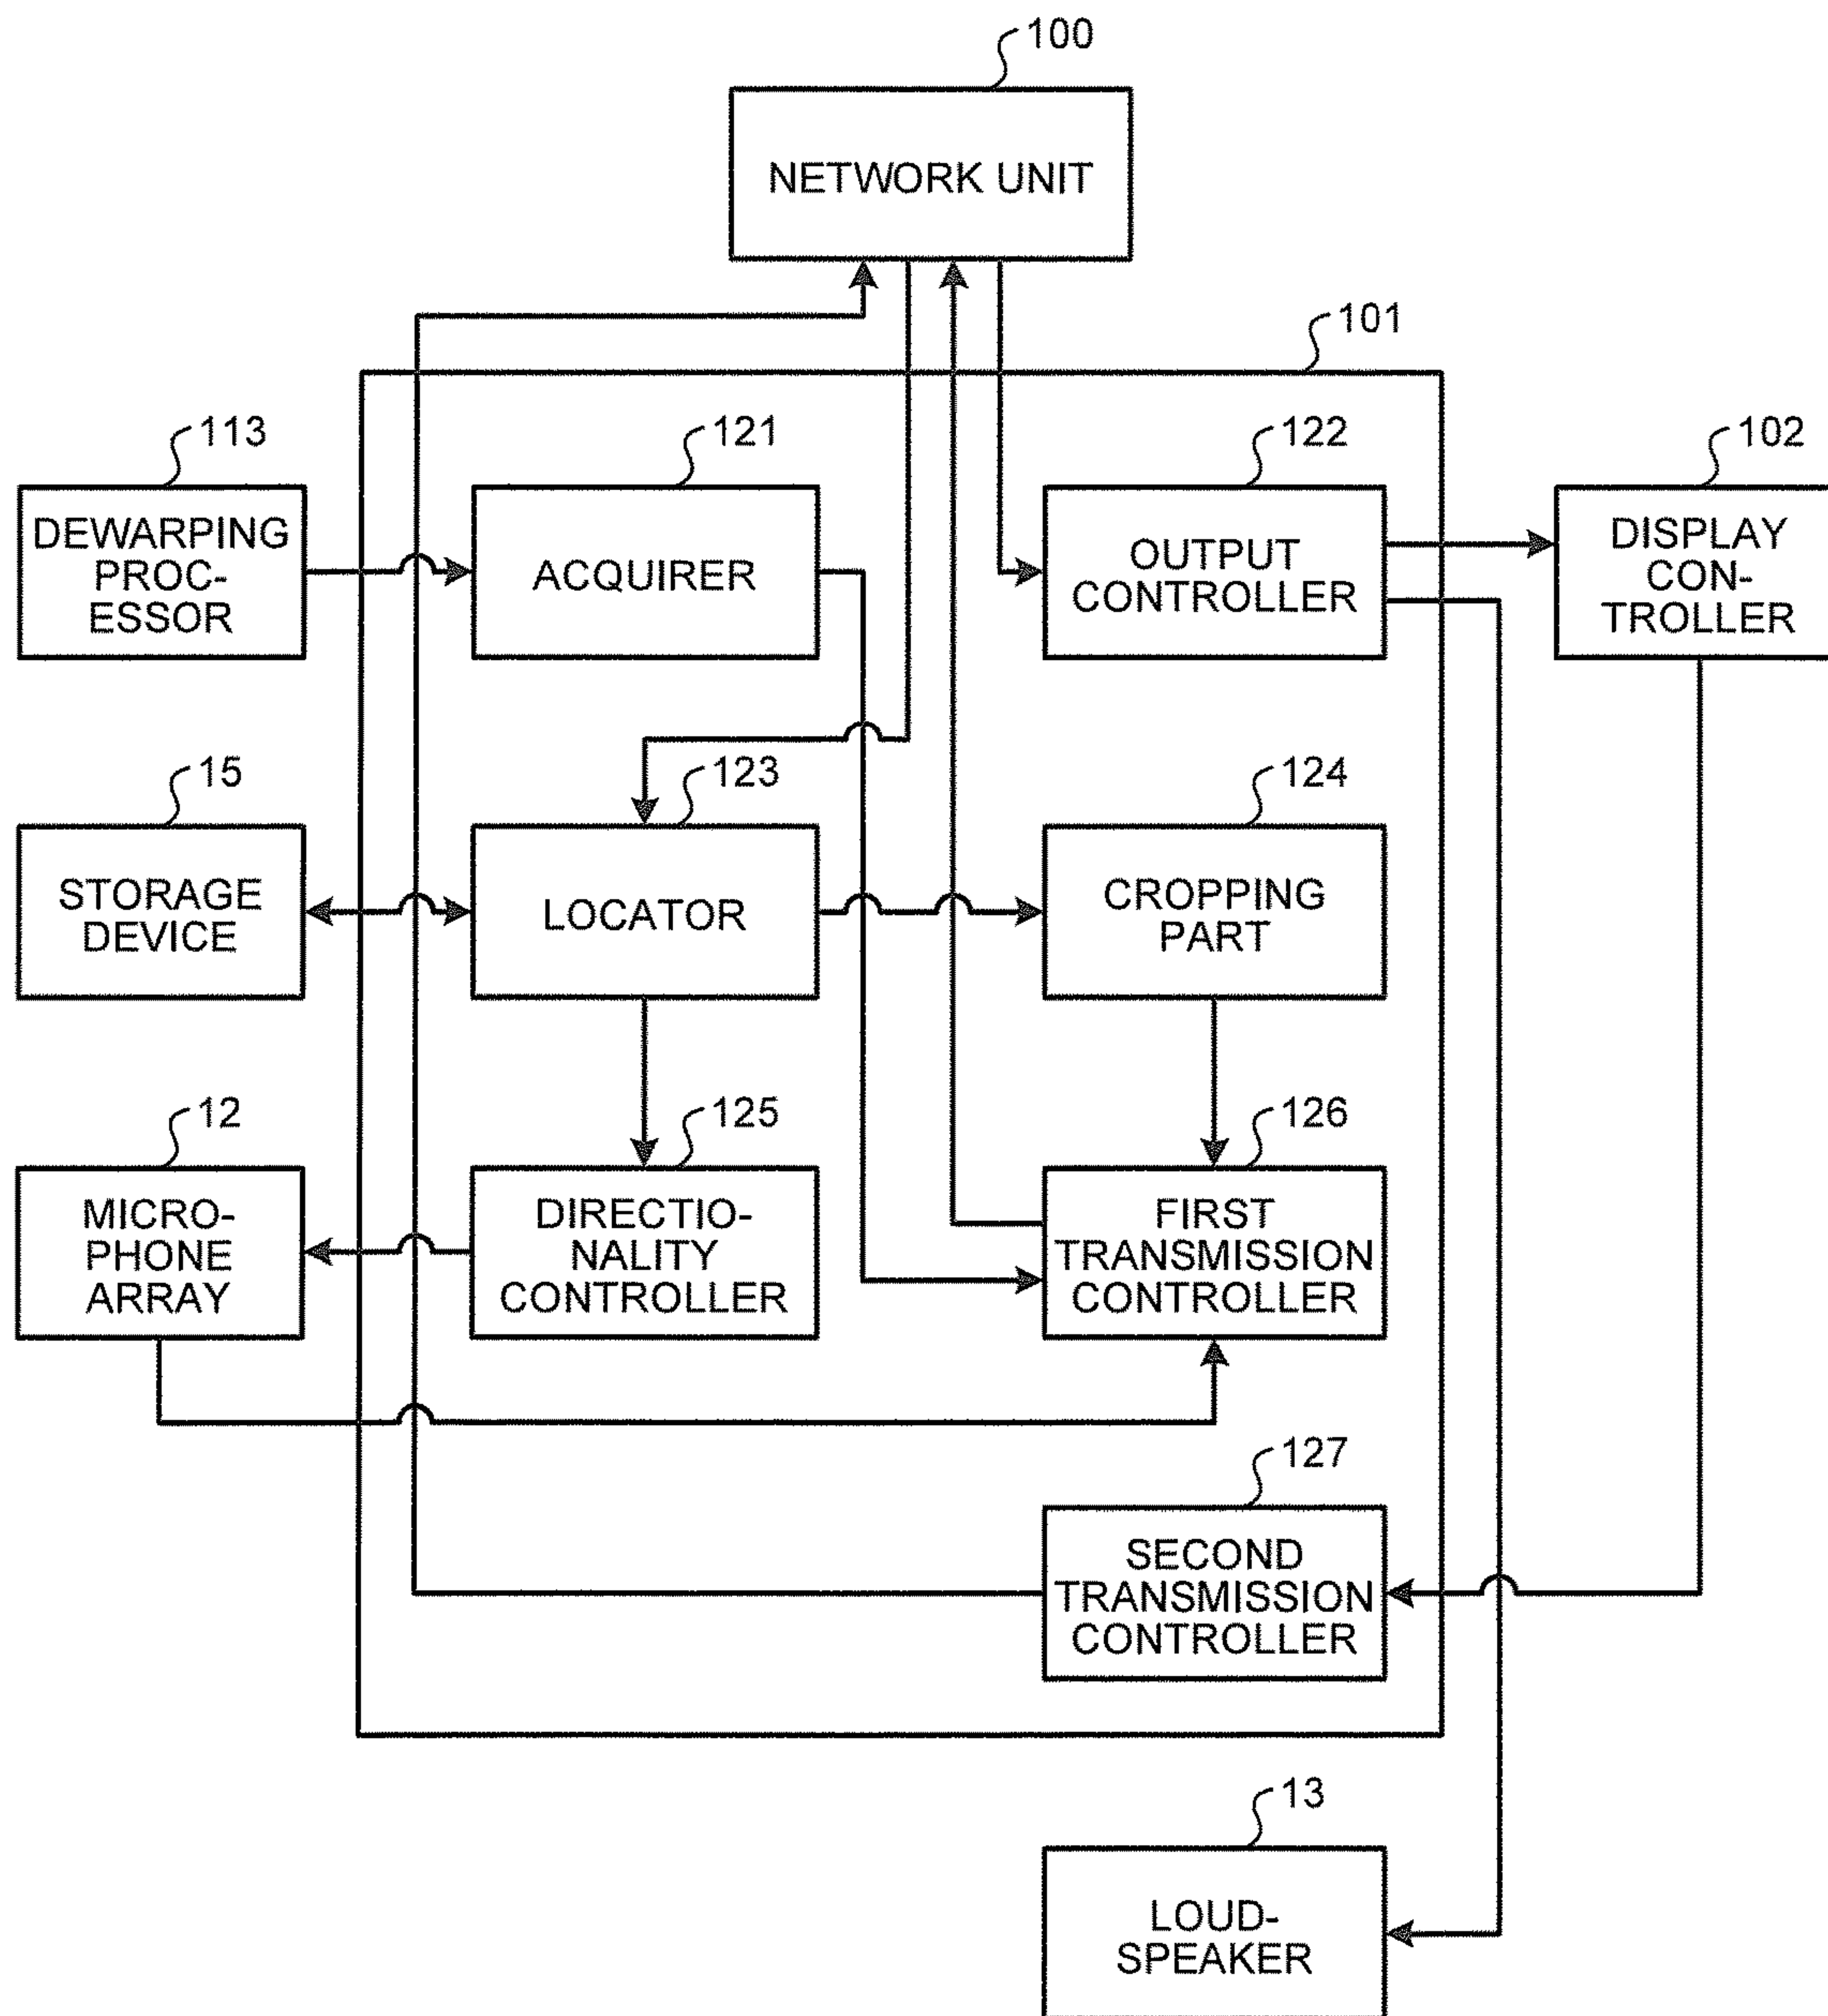 100
NETWORK UNIT
101
113
DEWARPING
PROC-
ESSOR
121
ACQUIRER
122
OUTPUT
CONTROLLER
102
DISPLAY
CON-
TROLLER
15
STORAGE
DEVICE
123
LOCATOR
124
CROPPING
PART
12
MICRO-
PHONE
ARRAY
125
DIRECTIO-
NALITY
CONTROLLER
126
FIRST
TRANSMISSION
CONTROLLER
127
SECOND
TRANSMISSION
CONTROLLER
13
LOUD-
SPEAKER